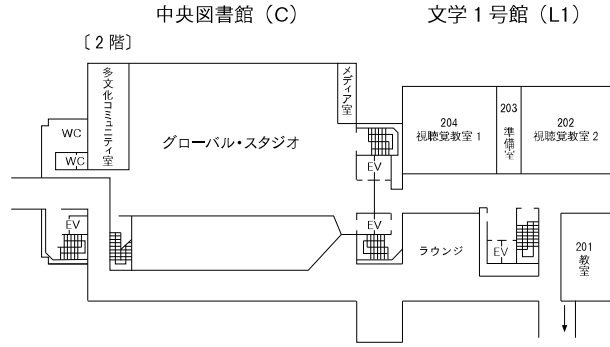 中央図書館（C）
文学１号館（L1）
〔２階〕
多文化コミュニティ室
メディア室
WC
WC
グローバル・スタジオ
204
視聴覚教室 1
203
準備室
202
視聴覚教室 2
EV
EV
EV
EV
ラウンジ
201
教室